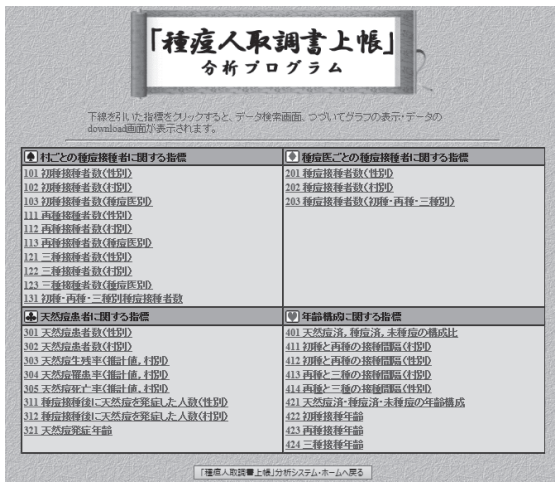 「種痘人取調書上帳」
分析プログラム
下線を引いた指標をクリックすると、データ検索画面、つづいてグラフの表示・データの
download画面が表示されます。
村ごとの種痘接種者に関する指標
101 初種接種者数(性別)
102 初種接種者数(村別)
103 初種接種者数(種痘医別)
111 再種接種者数(性別)
112 再種接種者数(村別)
113 再種接種者数(種痘医別)
121 三種接種者数(性別)
122 三種接種者数(村別)
123 三種接種者数(種痘医別)
131 初種・再種・三種別種痘接種者数
種痘医ごとの種痘接種者に関する指標
201 種痘接種者数(性別)
202 種痘接種者数(村別)
203 種痘接種者数(初種・再種・三種別)
天然痘患者に関する指標
301 天然痘患者数(性別)
302 天然痘患者数(村別)
303 天然痘生残率(推計値,村別)
304 天然痘罹患率(推計値,村別)
305 天然痘死亡率(推計値,村別)
311 種痘接種後に天然痘を発症した人数(性別)
312 種痘接種後に天然痘を発症した人数(村別)
321 天然痘発症年齢
年齢構成に関する指標
401 天然痘済,種痘済,未種痘の構成比
411 初種と再種の接種間隔(村別)
412 初種と再種の接種間隔(性別)
413 再種と三種の接種間隔(村別)
414 再種と三種の接種間隔(性別)
421 天然痘済・種痘済・未種痘の年齢構成
422 初種接種年齢
423 再種接種年齢
424 三種接種年齢
「種痘人取調書上帳」分析システム・ホームへ戻る